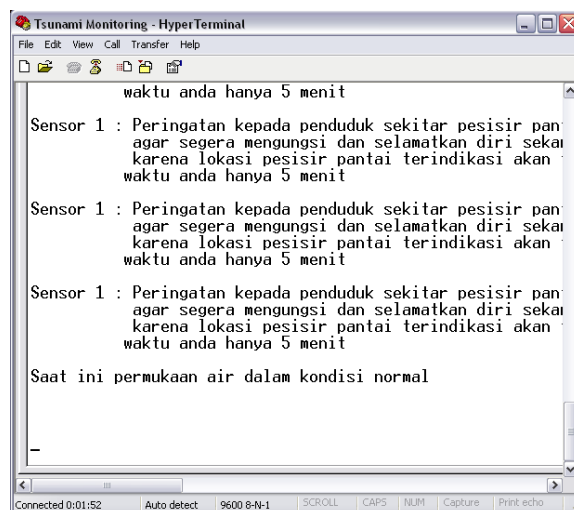 Tsunami Monitoring - HyperTerminal
File Edit View Call Transfer Help
waktu anda hanya 5 menit
Sensor 1 : Peringatan kepada penduduk sekitar pesisir
agar segera mengungsi dan selamatkan diri
karena lokasi pesisir pantai terindikasi akan
waktu anda hanya 5 menit
Sensor 1 : Peringatan kepada penduduk sekitar pesisir
agar segera mengungsi dan selamatkan diri
karena lokasi pesisir pantai terindikasi akan
waktu anda hanya 5 menit
Sensor 1 : Peringatan kepada penduduk sekitar pesisir
agar segera mengungsi dan selamatkan diri
karena lokasi pesisir pantai terindikasi akan
waktu anda hanya 5 menit
Saat ini permukaan air dalam kondisi normal
Connected 0:01:52 Auto detect 9600 8-N-1 SCROLL CAPS NUM Capture Print echo